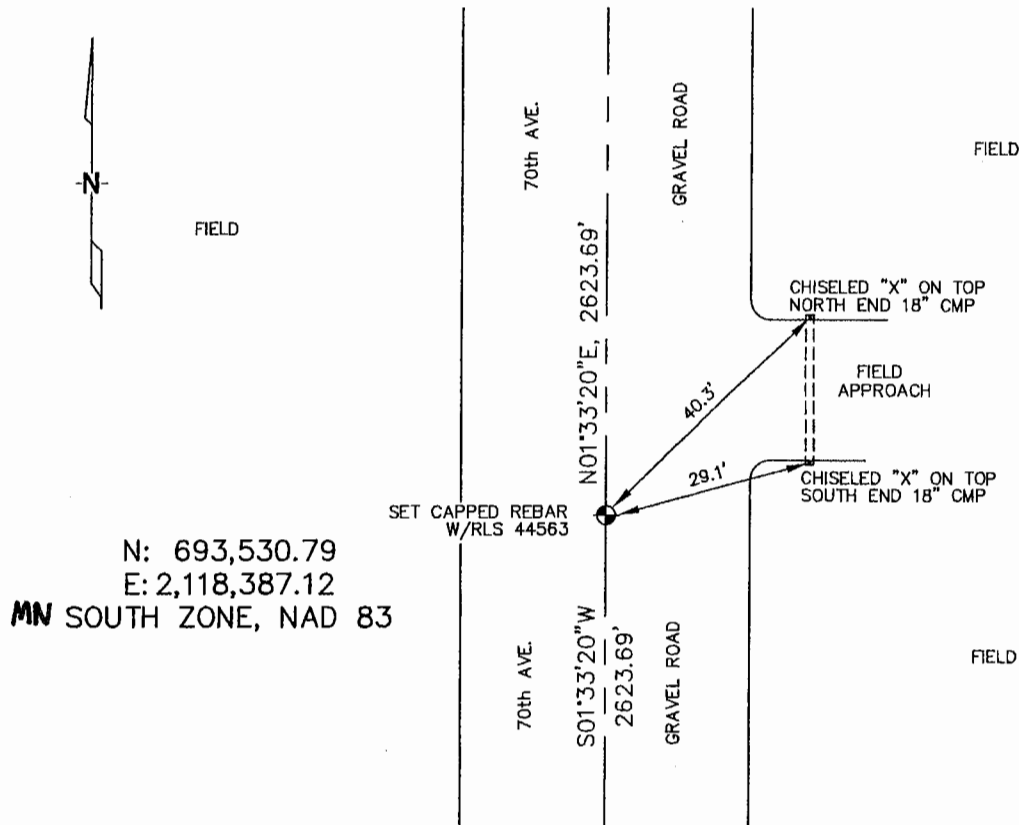 70th AVE.
GRAVEL ROAD
FIELD
N
FIELD
N01°33'20"E, 2623.69'
CHISELED "X" ON TOP
NORTH END 18" CMP
FIELD
APPROACH
40.3'
29.1'
CHISELED "X" ON TOP
SOUTH END 18" CMP
SET CAPPED REBAR
W/RLS 44563
N: 693,530.79
E: 2,118,387.12
MN SOUTH ZONE, NAD 83
70th AVE.
S01°33'20"W
2623.69'
GRAVEL ROAD
FIELD